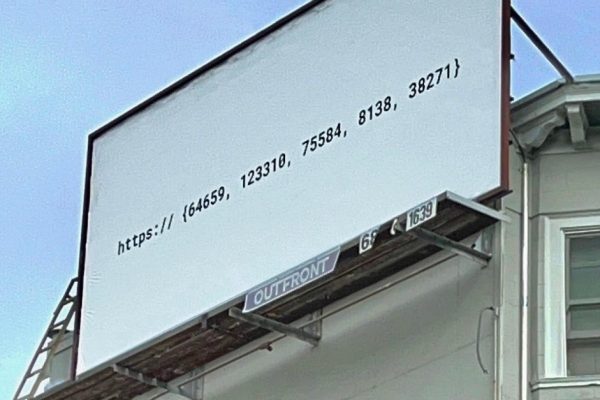 https:// {64659, 123310, 75584, 8138, 38271}
OUTFRONT
1639